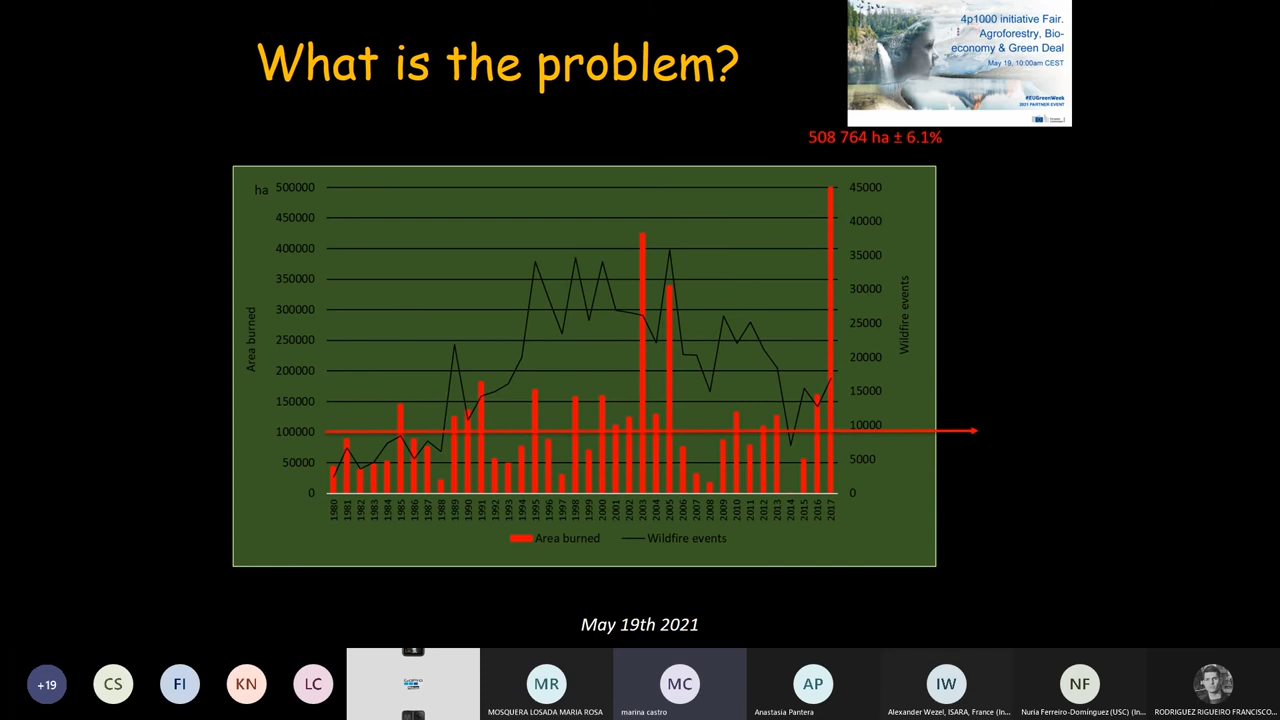 What is the problem?
4p1000 initiative Fair.
Agroforestry, Bio-
economy & Green Deal
May 19. 10:00am CEST
#EUGreenWeek
2021 PARTNER EVENT
508 764 ha ± 6.1%
ha
500000
450000
400000
350000
300000
250000
200000
150000
100000
50000
0
Area burned
45000
40000
35000
30000
25000
20000
15000
10000
5000
0
Wildfire events
1980 1981 1982 1983 1984 1985 1986 1987 1988 1989 1990 1991 1992 1993 1994 1995 1996 1997 1998 1999 2000 2001 2002 2003 2004 2005 2006 2007 2008 2009 2010 2011 2012 2013 2014 2015 2016 2017
Area burned Wildfire events
May 19th 2021
+19 CS FI KN LC GoPro MR MC AP IW NF
MOSQUERA LOSADA MARIA ROSA
marina castro
Anastasia Pantera
Alexander Wezel, ISARA, France (In...
Nuria Ferreiro-Domínguez (USC) (In...
RODRIGUEZ RIGUEIRO FRANCISCO...